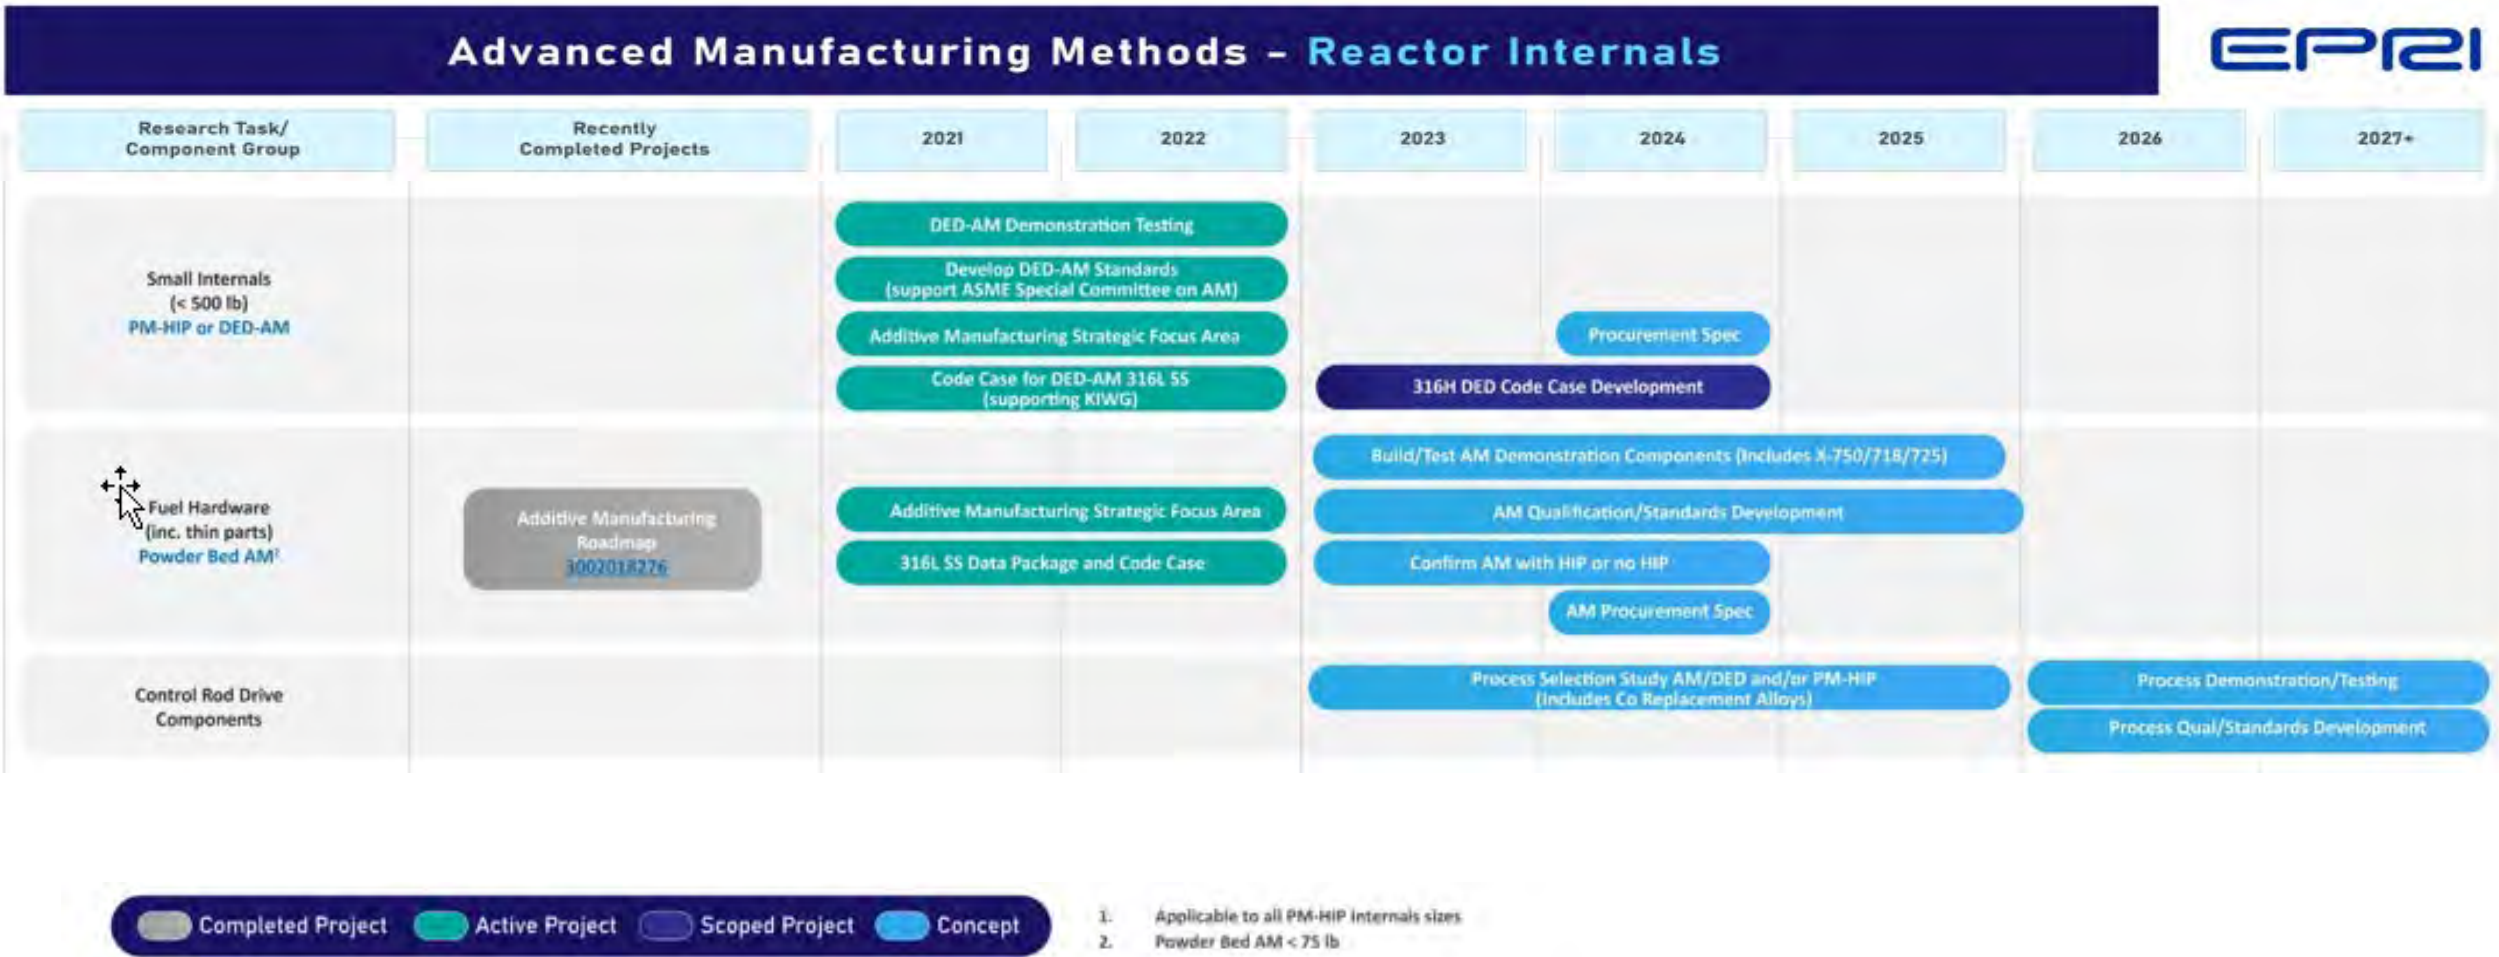 Advanced Manufacturing Methods – Reactor Internals
EPRI
Research Task/
Component Group
Recently
Completed Projects
2021
2022
2023
2024
2025
2026
2027+
Small Internals
(< 500 lb)
PM-HIP or DED-AM
DED-AM Demonstration Testing
Develop DED-AM Standards
(support ASME Special Committee on AM)
Additive Manufacturing Strategic Focus Area
Procurement Spec
Code Case for DED-AM 316L SS
(supporting KIWG)
316H DED Code Case Development
Fuel Hardware
(inc. thin parts)
Powder Bed AM²
Additive Manufacturing
Roadmap
3002018276
Build/Test AM Demonstration Components (Includes X-750/718/725)
Additive Manufacturing Strategic Focus Area
AM Qualification/Standards Development
316L SS Data Package and Code Case
Confirm AM with HIP or no HIP
AM Procurement Spec
Control Rod Drive
Components
Process Selection Study AM/DED and/or PM-HIP
(Includes Co Replacement Alloys)
Process Demonstration/Testing
Process Qual/Standards Development
Completed Project
Active Project
Scoped Project
Concept
1. Applicable to all PM-HIP internals sizes
2. Powder Bed AM < 75 lb